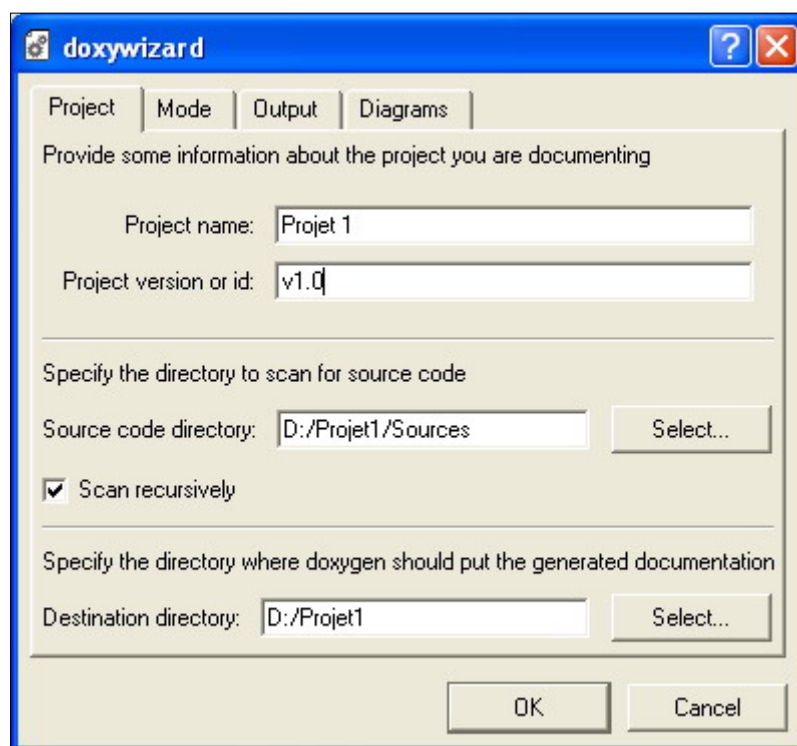 doxywizard
Project Mode Output Diagrams
Provide some information about the project you are documenting
Project name: Projet 1
Project version or id: v1.0
Specify the directory to scan for source code
Source code directory: D:/Projet1/Sources Select...
Scan recursively
Specify the directory where doxygen should put the generated documentation
Destination directory: D:/Projet1 Select...
OK Cancel